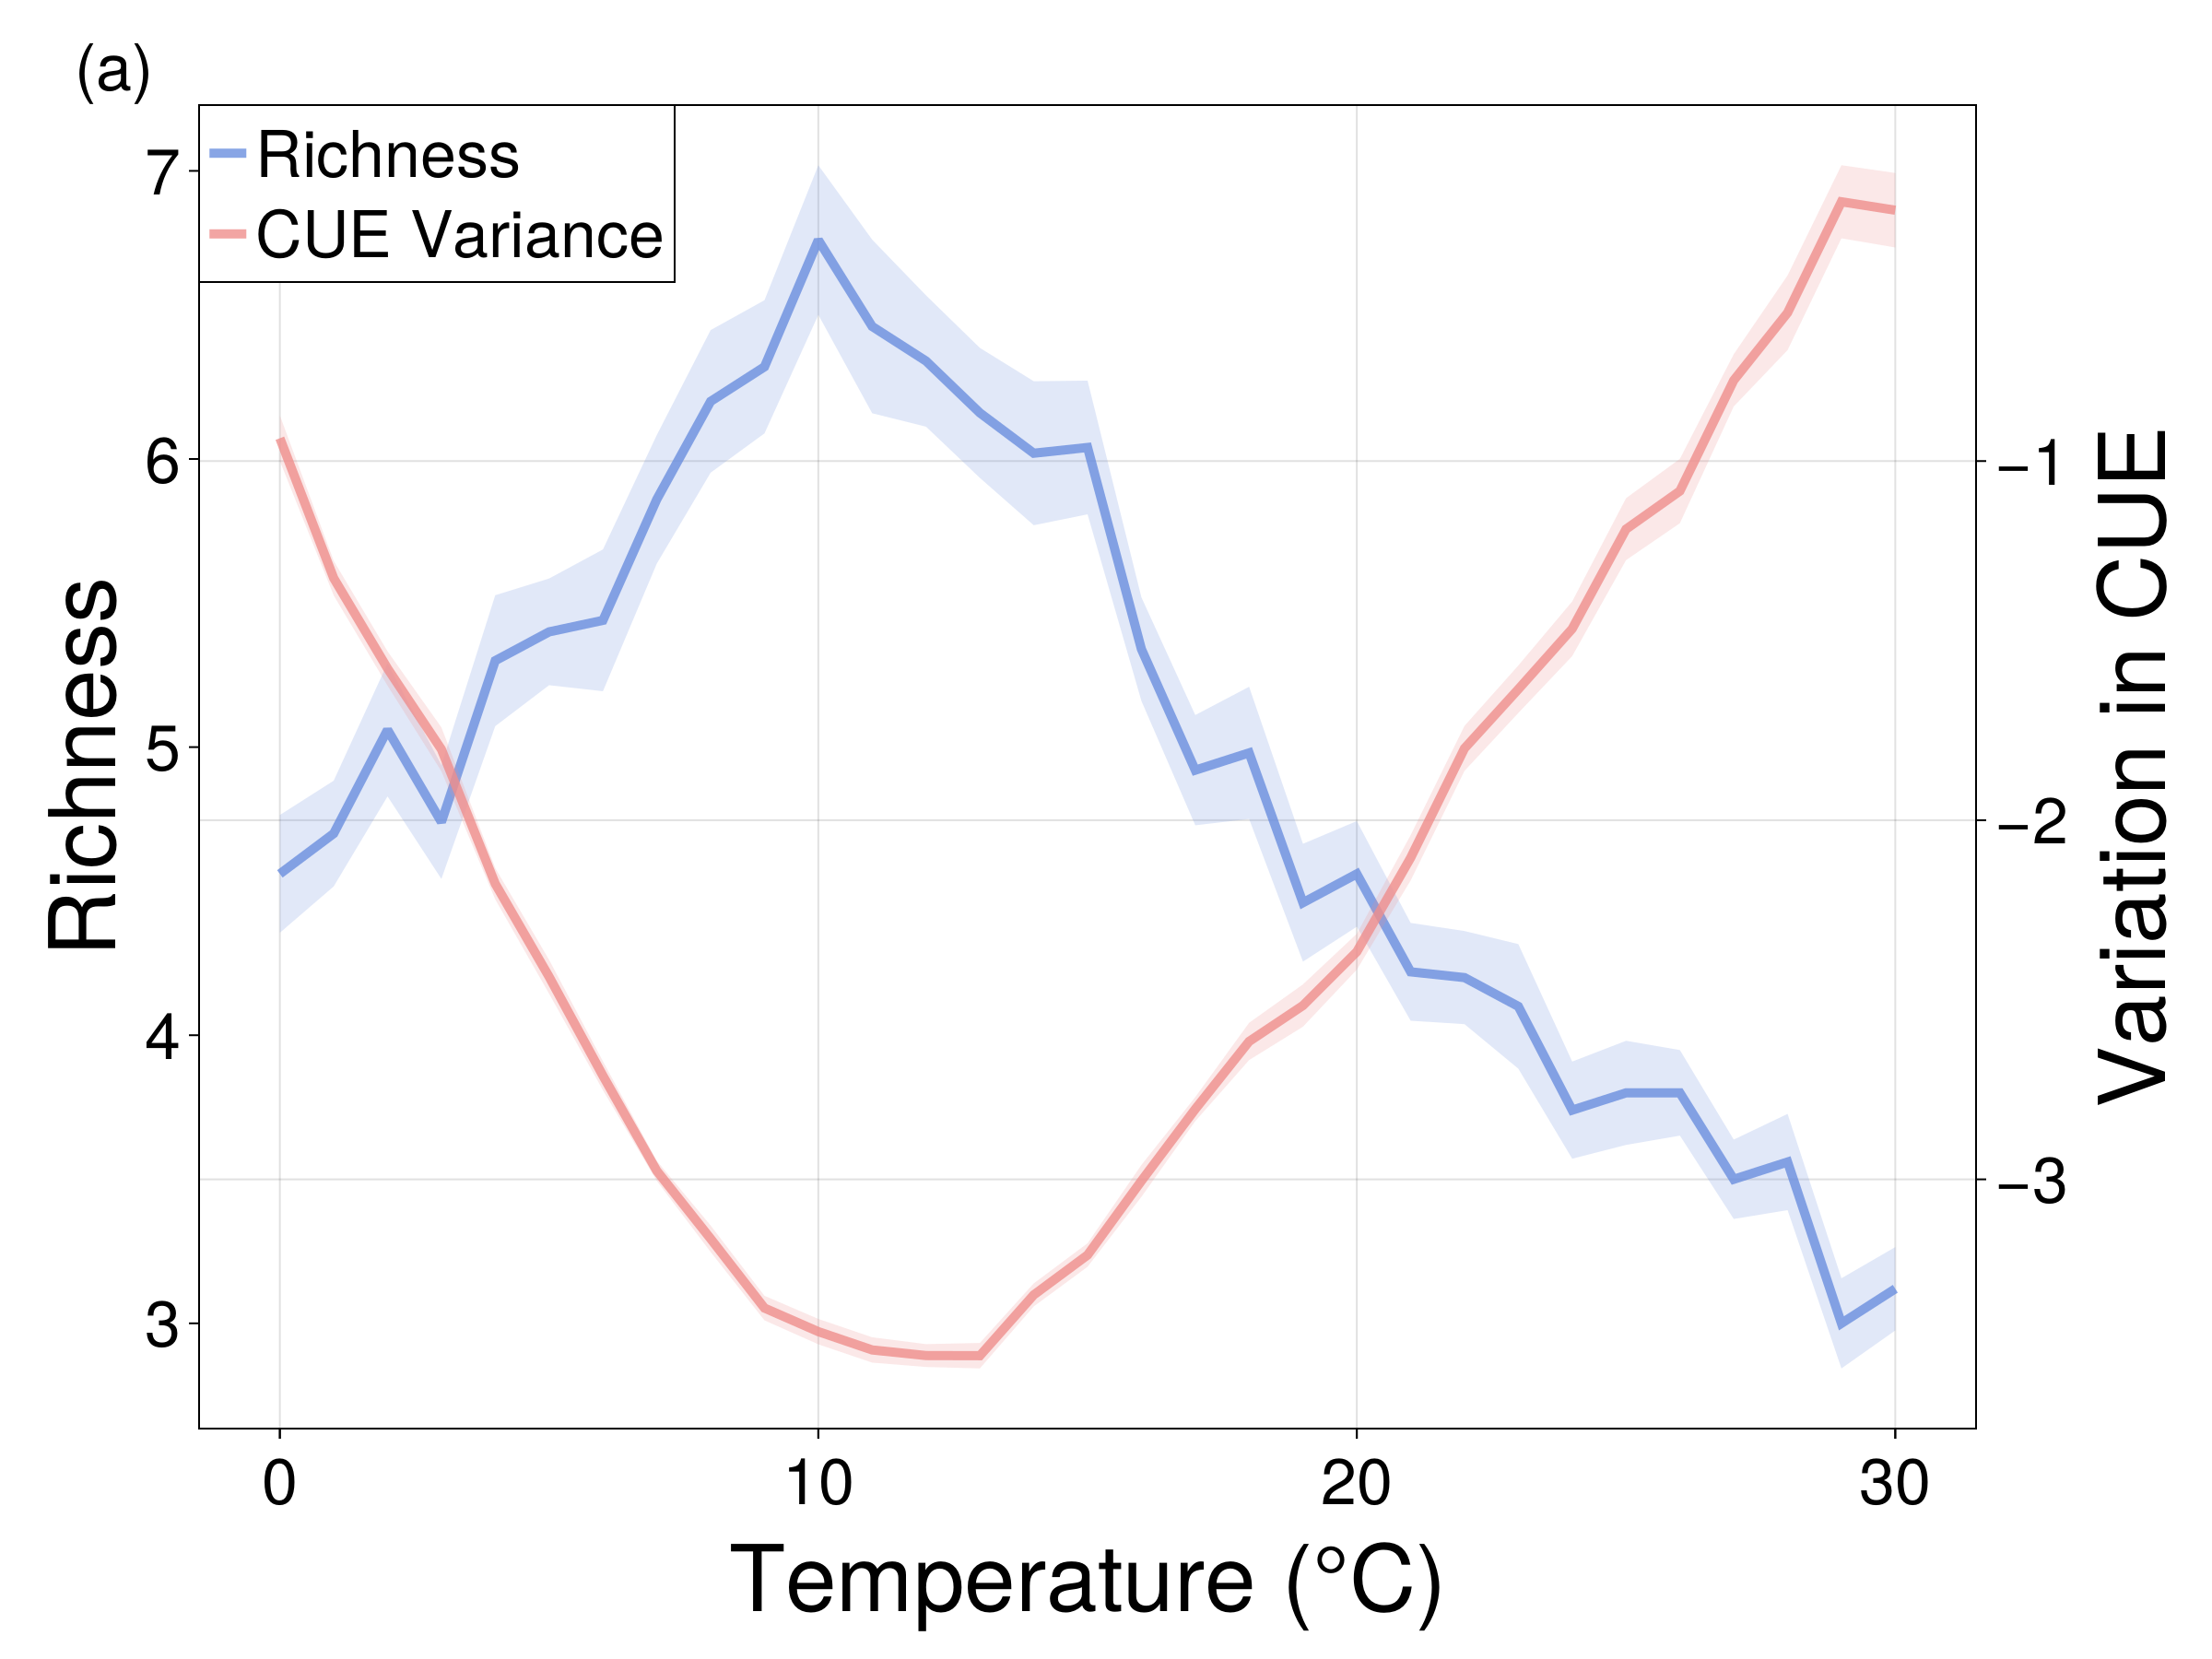 (a)
Richness
CUE Variance
7
6
5
4
3
Richness
−1
−2
−3
Variation in CUE
0 10 20 30
Temperature (°C)